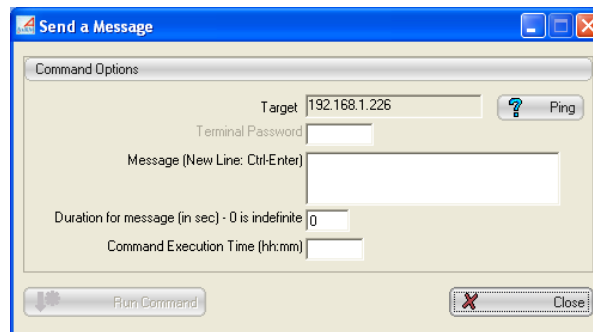 Send a Message
Command Options
Target 192.168.1.226 Ping
Terminal Password
Message (New Line: Ctrl-Enter)
Duration for message (in sec) - 0 is indefinite 0
Command Execution Time (hh:mm)
Run Command Close